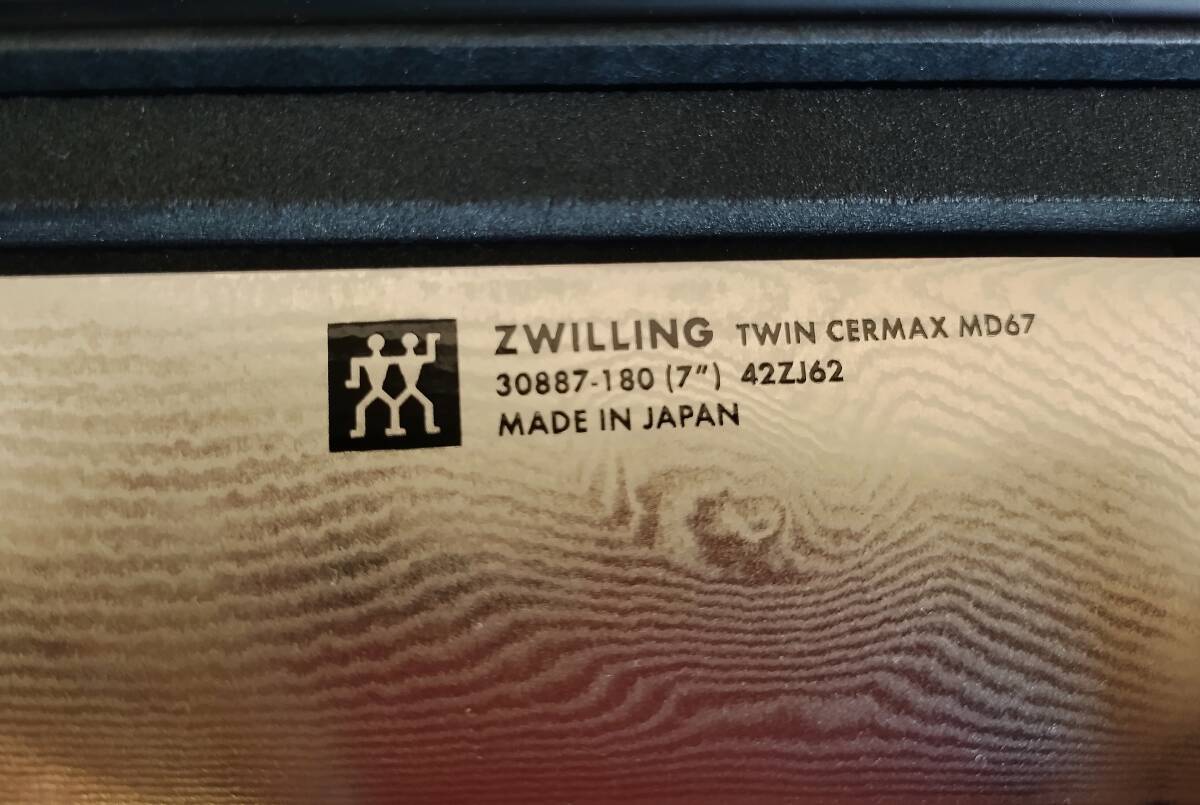 ZWILLING TWIN CERMAX MD67
30887-180 (7") 42ZJ62
MADE IN JAPAN